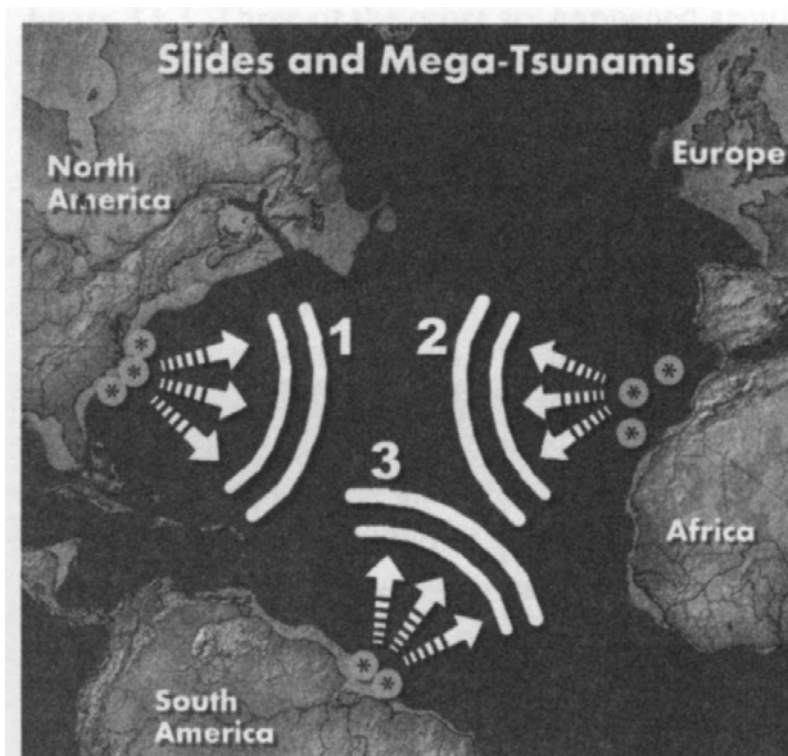 Slides and Mega-Tsunamis
North
America
Europe
1
2
3
Africa
South
America